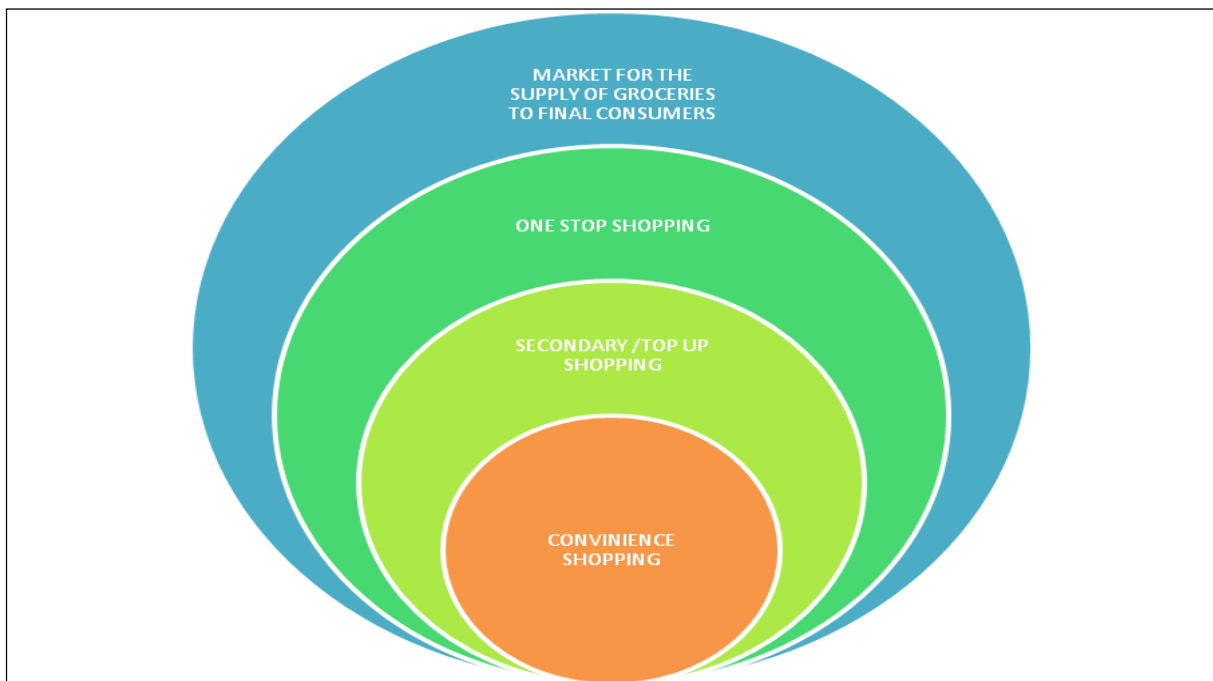 MARKET FOR THE
SUPPLY OF GROCERIES
TO FINAL CONSUMERS
ONE STOP SHOPPING
SECONDARY /TOP UP
SHOPPING
CONVINIENCE
SHOPPING